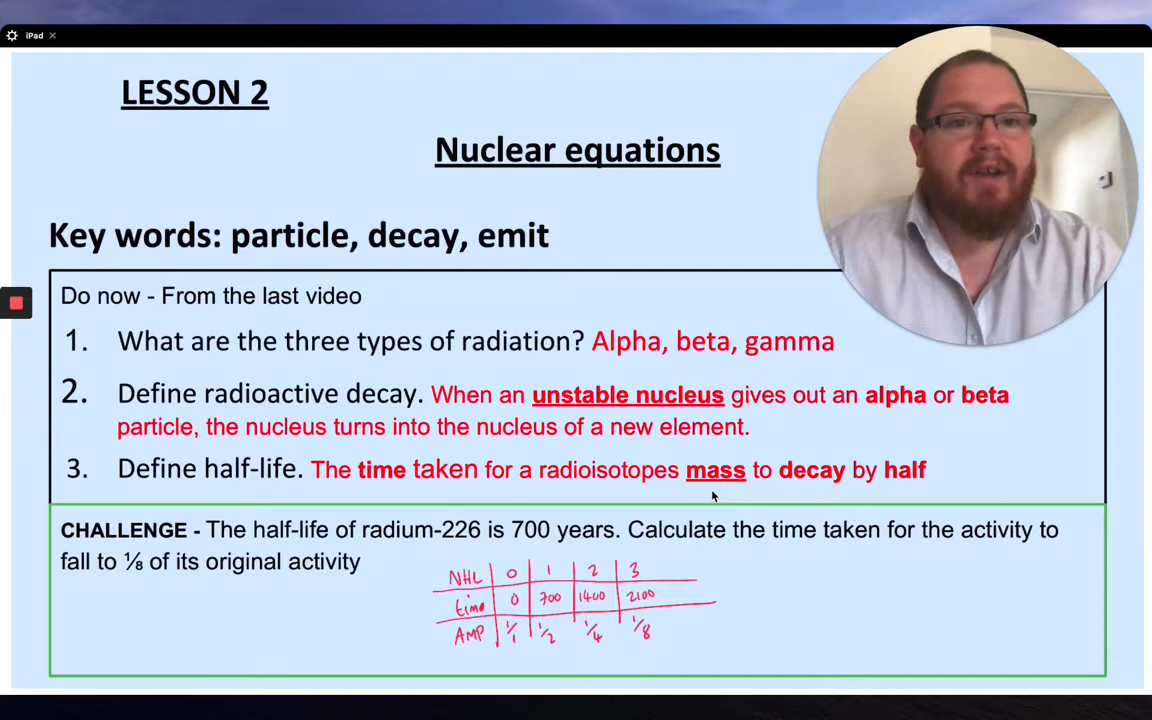 iPad
LESSON 2
Nuclear equations
Key words: particle, decay, emit
Do now - From the last video
1. What are the three types of radiation? Alpha, beta, gamma
2. Define radioactive decay. When an unstable nucleus gives out an alpha or beta
particle, the nucleus turns into the nucleus of a new element.
3. Define half-life. The time taken for a radioisotopes mass to decay by half
CHALLENGE - The half-life of radium-226 is 700 years. Calculate the time taken for the activity to
fall to ⅛ of its original activity
NHL 0 1 2 3
time 0 700 1400 2100
AMP 1/1 1/2 1/4 1/8